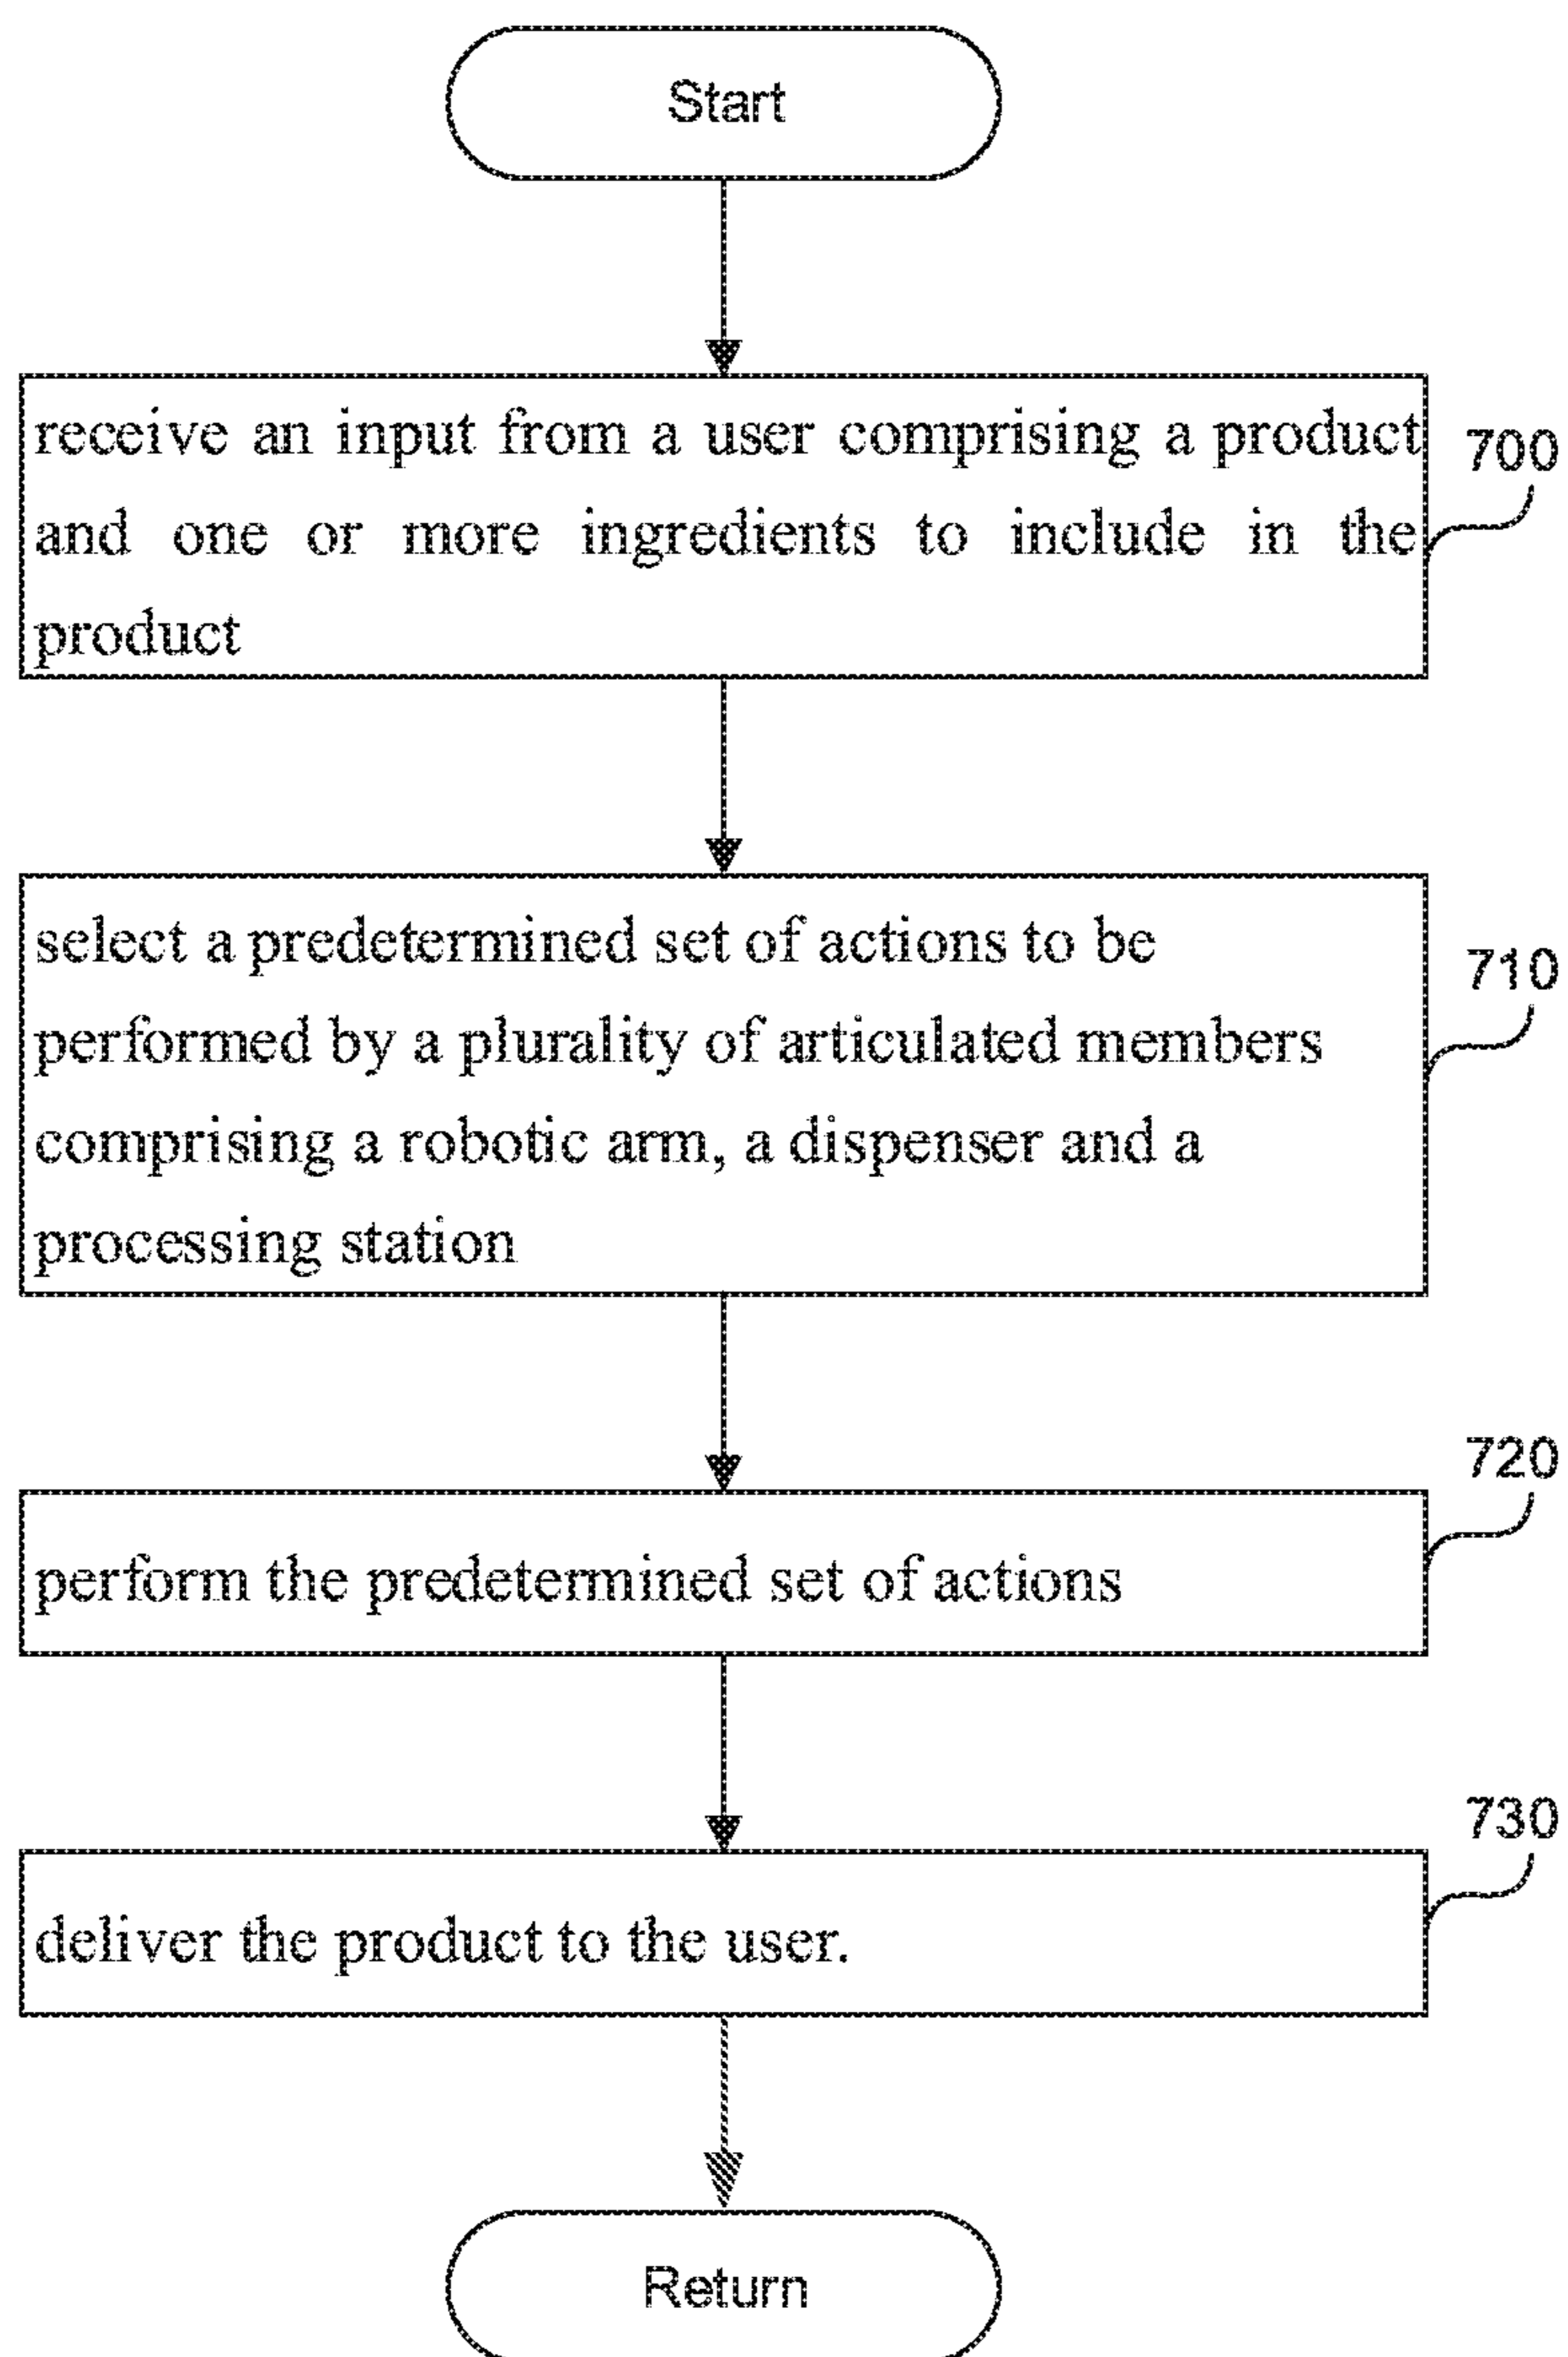 Start
receive an input from a user comprising a product
700
and one or more ingredients to include in the
product
select a predetermined set of actions to be
710
performed by a plurality of articulated members
comprising a robotic arm, a dispenser and a
processing station
720
perform the predetermined set of actions
730
deliver the product to the user.
Return